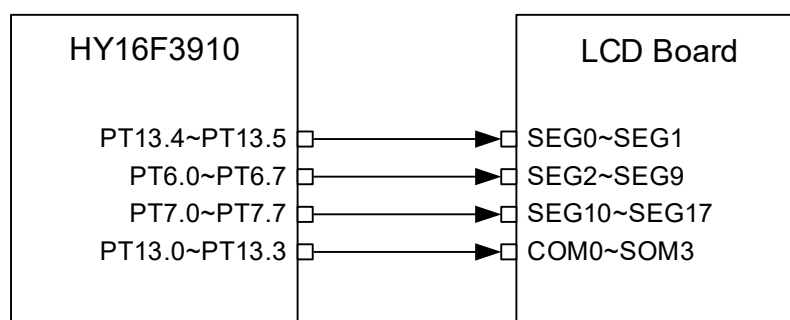 HY16F3910
LCD Board
PT13.4~PT13.5 SEG0~SEG1
PT6.0~PT6.7 SEG2~SEG9
PT7.0~PT7.7 SEG10~SEG17
PT13.0~PT13.3 COM0~SOM3